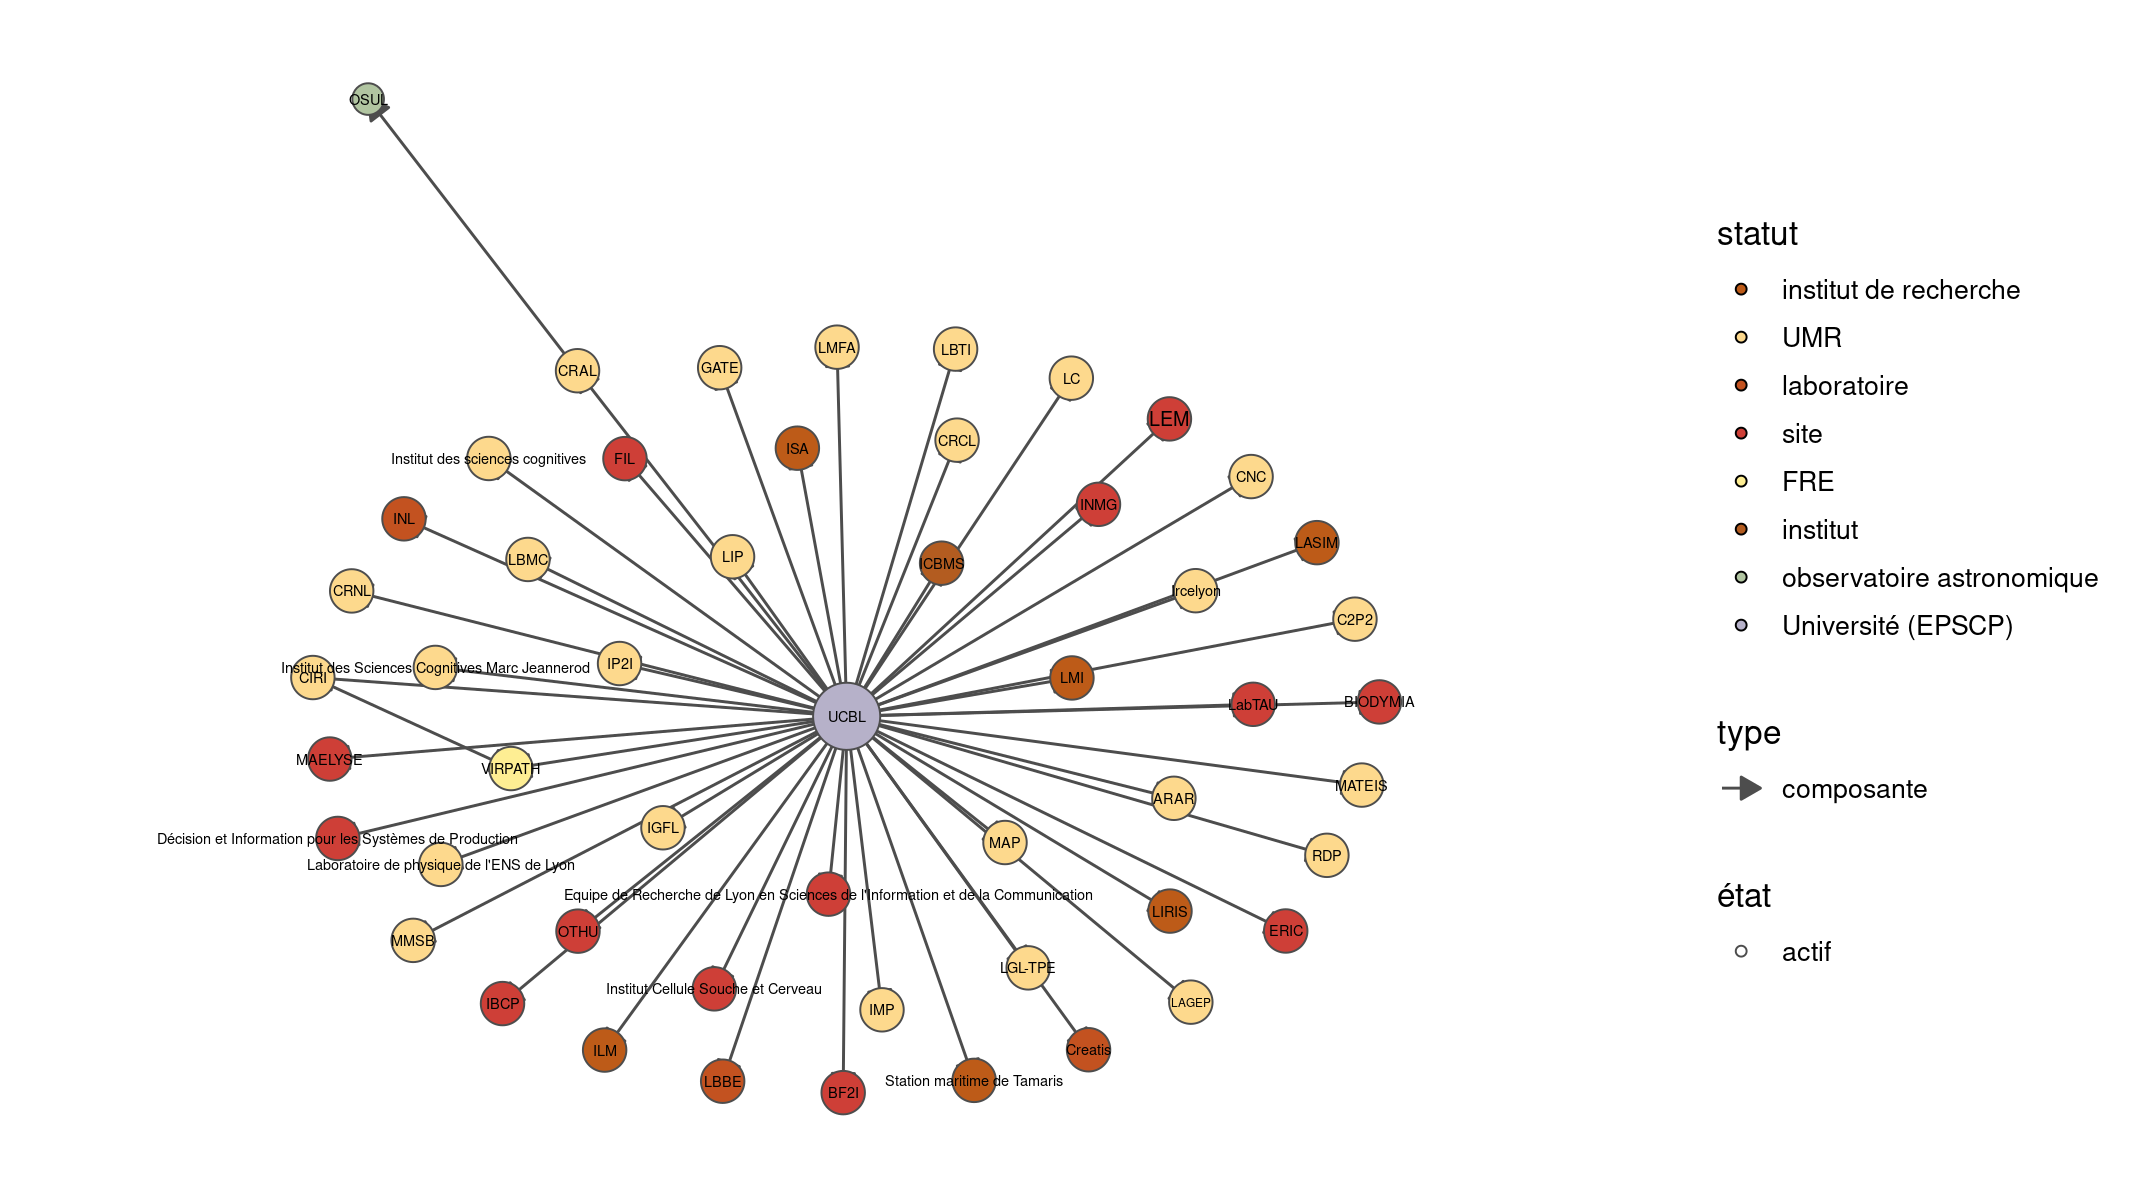 OSUL
LMFA
LBTI
GATE
CRAL
LC
LEM
CRCL
ISA
Institut des sciences cognitives
FIL
CNC
INMG
INL
LASIM
LIP
LBMC
ICBMS
CRNL
Ircelyon
C2P2
IP2I
Institut des Sciences Cognitives Marc Jeannerod
CIRI
LMI
BIODYMIA
LabTAU
UCBL
MAELYSE
VIRPATH
MATEIS
ARAR
IGFL
Décision et Information pour les Systèmes de Production
MAP
RDP
Laboratoire de physique de l'ENS de Lyon
Equipe de Recherche de Lyon en Sciences de l'Information et de la Communication
LIRIS
OTHU
ERIC
MMSB
LGL-TPE
Institut Cellule Souche et Cerveau
IBCP
LAGEP
IMP
ILM
Creatis
LBBE
Station maritime de Tamaris
BF2I
statut
institut de recherche
UMR
laboratoire
site
FRE
institut
observatoire astronomique
Université (EPSCP)
type
composante
état
actif